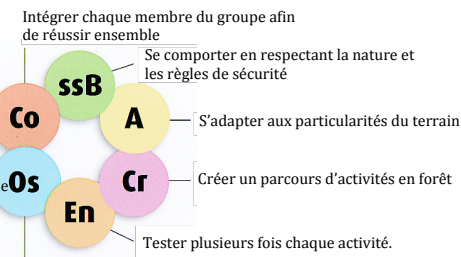 Intégrer chaque membre du groupe afin
de réussir ensemble
Se comporter en respectant la nature et
les règles de sécurité
ssB
Co
A
S'adapter aux particularités du terrain
e
Os
Cr
Créer un parcours d'activités en forêt
En
Tester plusieurs fois chaque activité.